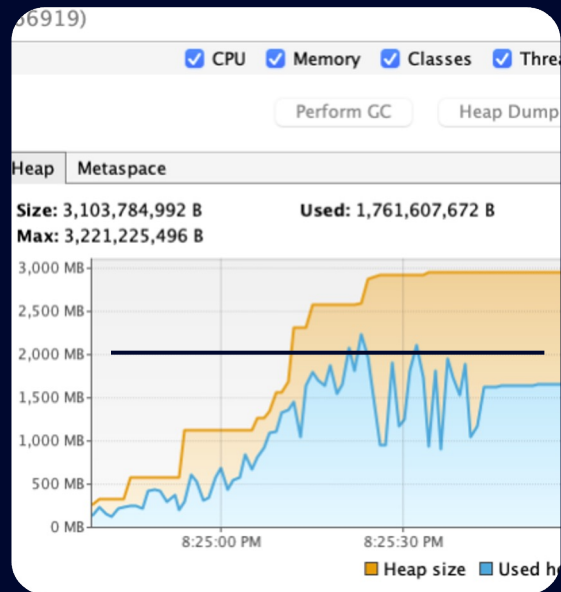 66919)
CPU Memory Classes
Perform GC Heap Dump
Heap Metaspace
Size: 3,103,784,992 B Used: 1,761,607,672 B
Max: 3,221,225,496 B
3,000 MB
2,500 MB
2,000 MB
1,500 MB
1,000 MB
500 MB
0 MB
8:25:00 PM 8:25:30 PM
Heap size Used